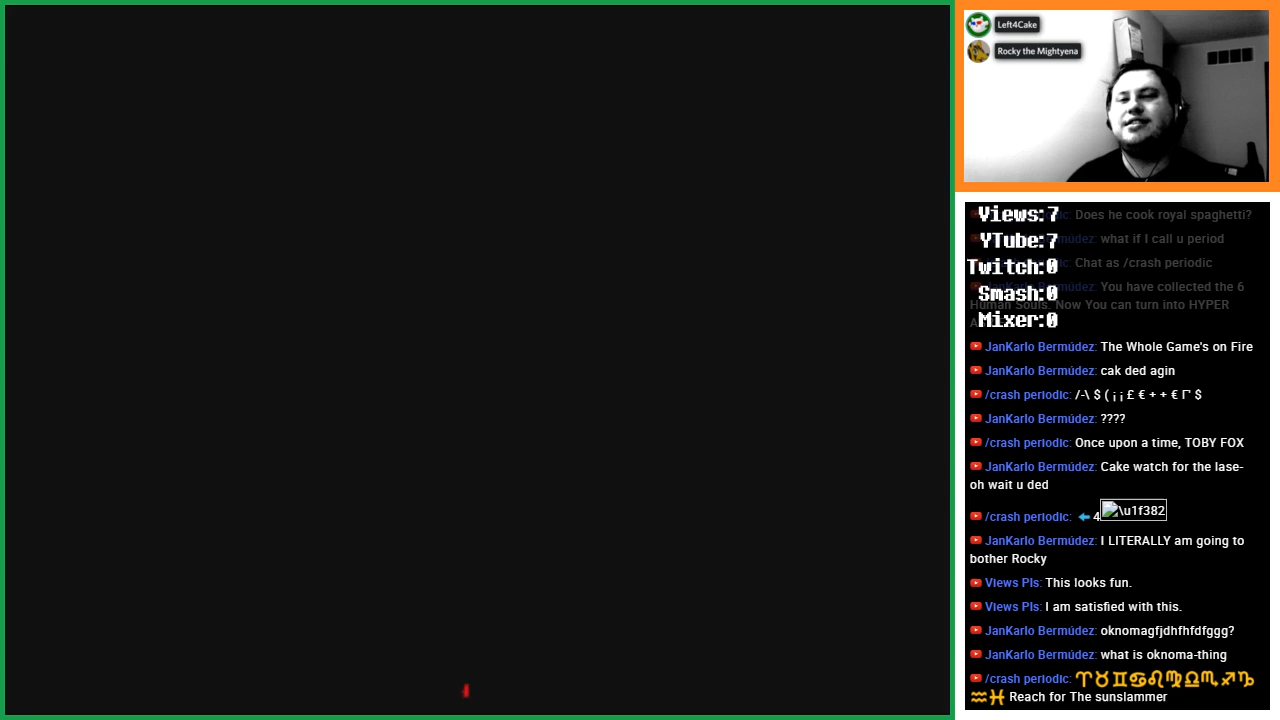 Left4Cake
Rocky the Mightyena
Views:7
YTube:7
Twitch:0
Smash:0
Mixer:0
Does he cook royal spaghetti?
what if I call u period
Chat as /crash periodic
You have collected the 6
Human Souls. Now You can turn into HYPER
JanKarlo Bermúdez: The Whole Game's on Fire
JanKarlo Bermúdez: cak ded agin
/crash periodic: /-\ $ ( ¡ ¡ £ € + + € Γ' $
JanKarlo Bermúdez: ????
/crash periodic: Once upon a time, TOBY FOX
JanKarlo Bermúdez: Cake watch for the lase-
oh wait u ded
/crash periodic: ⬅ 4 \u1f382
JanKarlo Bermúdez: I LITERALLY am going to
bother Rocky
Views Pls: This looks fun.
Views Pls: I am satisfied with this.
JanKarlo Bermúdez: oknomagfjdhfhfdfggg?
JanKarlo Bermúdez: what is oknoma-thing
/crash periodic: ♈♉♊♋♌♍♎♏♐♑
♒♓ Reach for The sunslammer